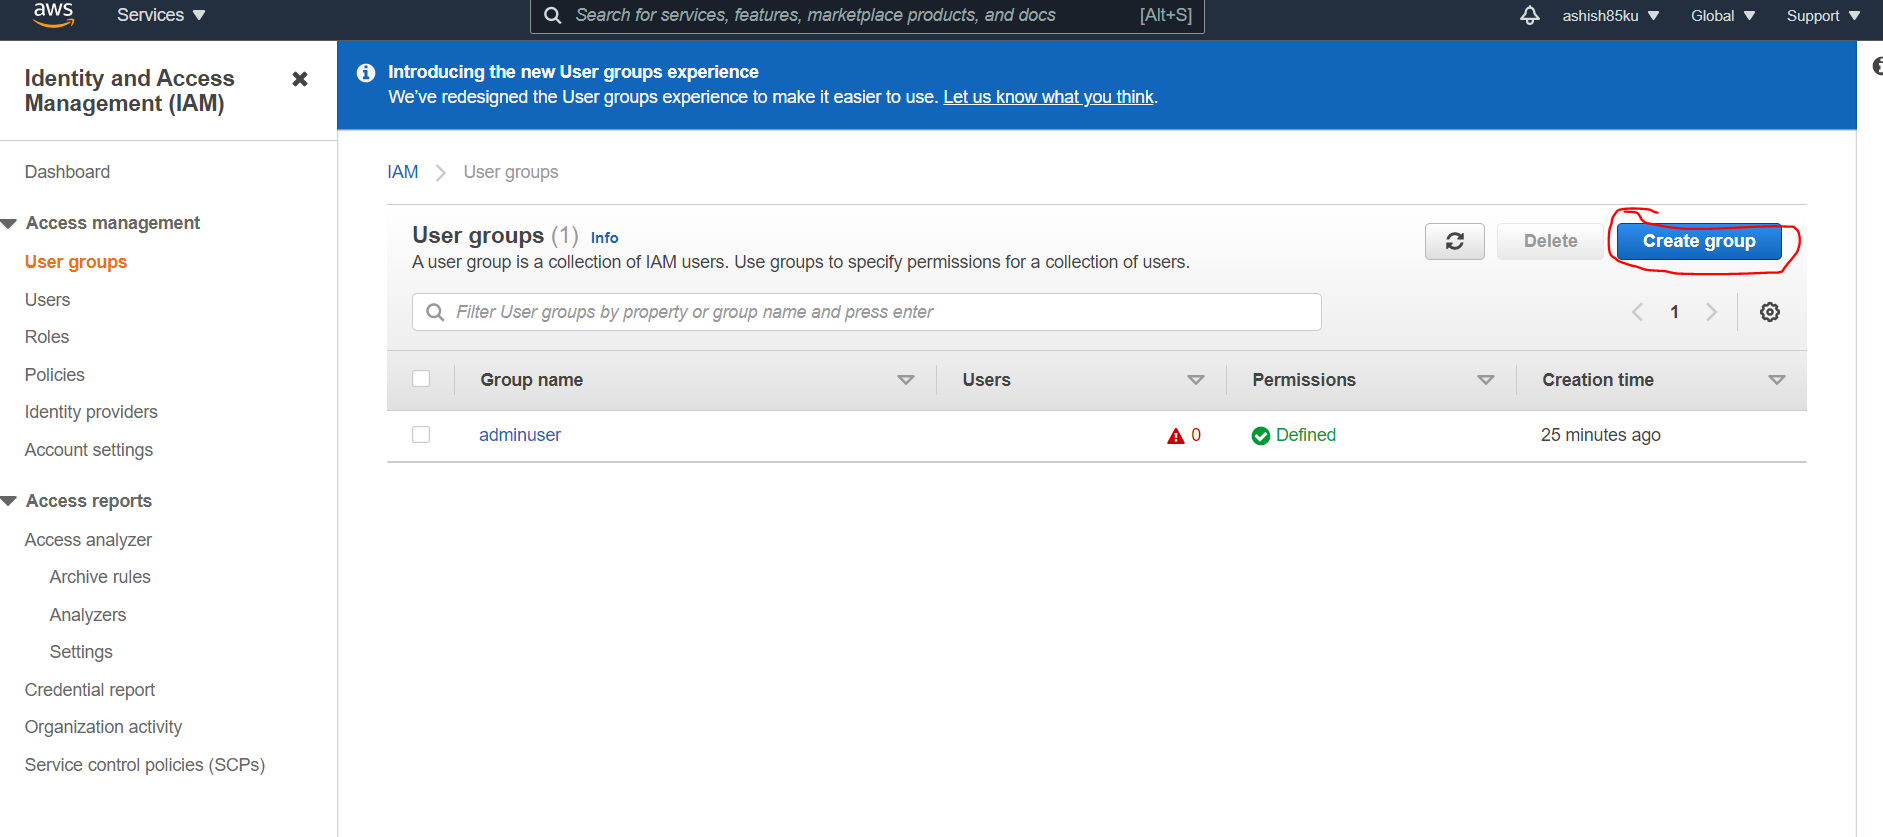 aws
Services
Search for services, features, marketplace products, and docs [Alt+S]
ashish85ku
Global
Support
Identity and Access
Management (IAM)
Dashboard
Access management
User groups
Users
Roles
Policies
Identity providers
Account settings
Access reports
Access analyzer
Archive rules
Analyzers
Settings
Credential report
Organization activity
Service control policies (SCPs)
Introducing the new User groups experience
We've redesigned the User groups experience to make it easier to use. Let us know what you think.
IAM > User groups
User groups (1) Info
A user group is a collection of IAM users. Use groups to specify permissions for a collection of users.
Delete
Create group
Filter User groups by property or group name and press enter
1
Group name Users Permissions Creation time
adminuser 0 Defined 25 minutes ago